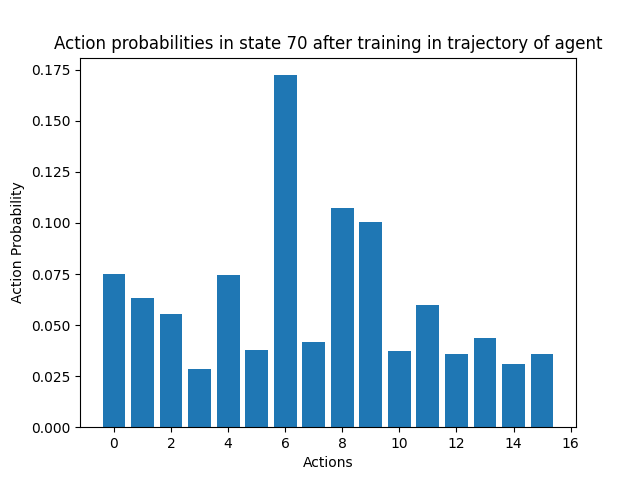 Action probabilities in state 70 after training in trajectory of agent
0.175
0.150
0.125
0.100
0.075
0.050
0.025
0.000
Action Probability
0 2 4 6 8 10 12 14 16
Actions